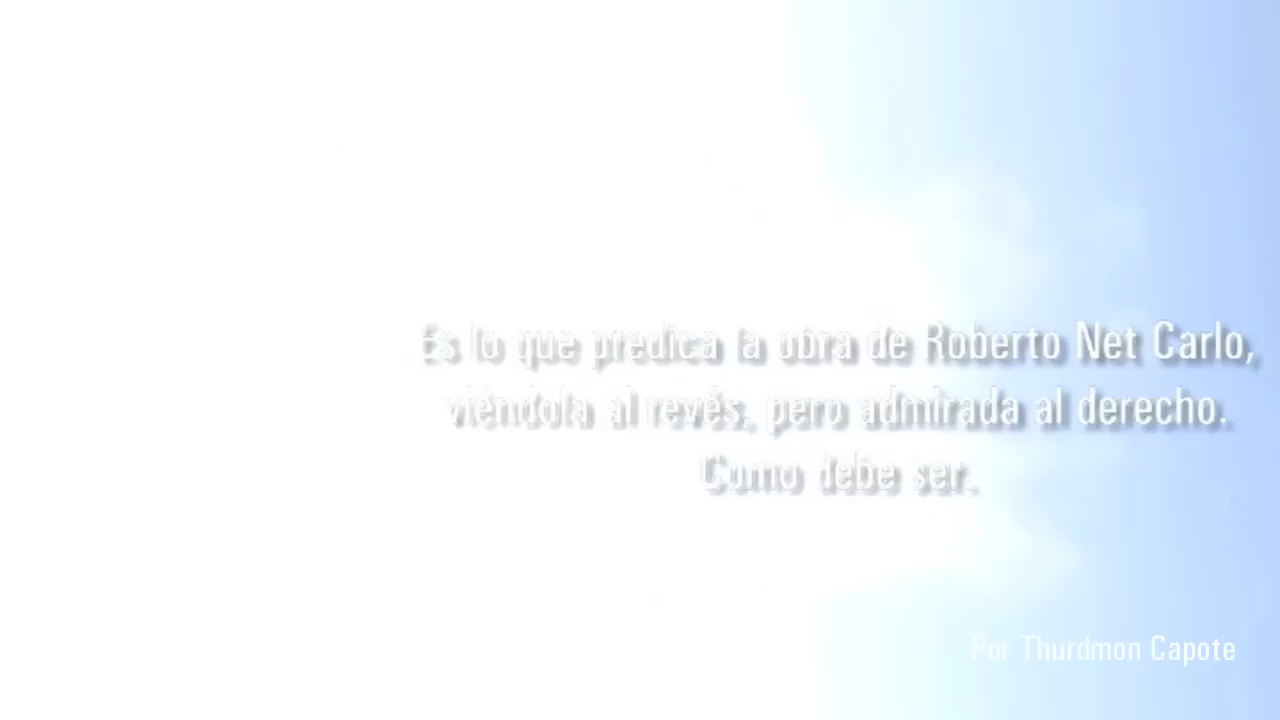 Es lo que predica la obra de Roberto Net Carlo,
viéndola al revés, pero admirada al derecho.
Como debe ser.
Por Thurdmon Capote